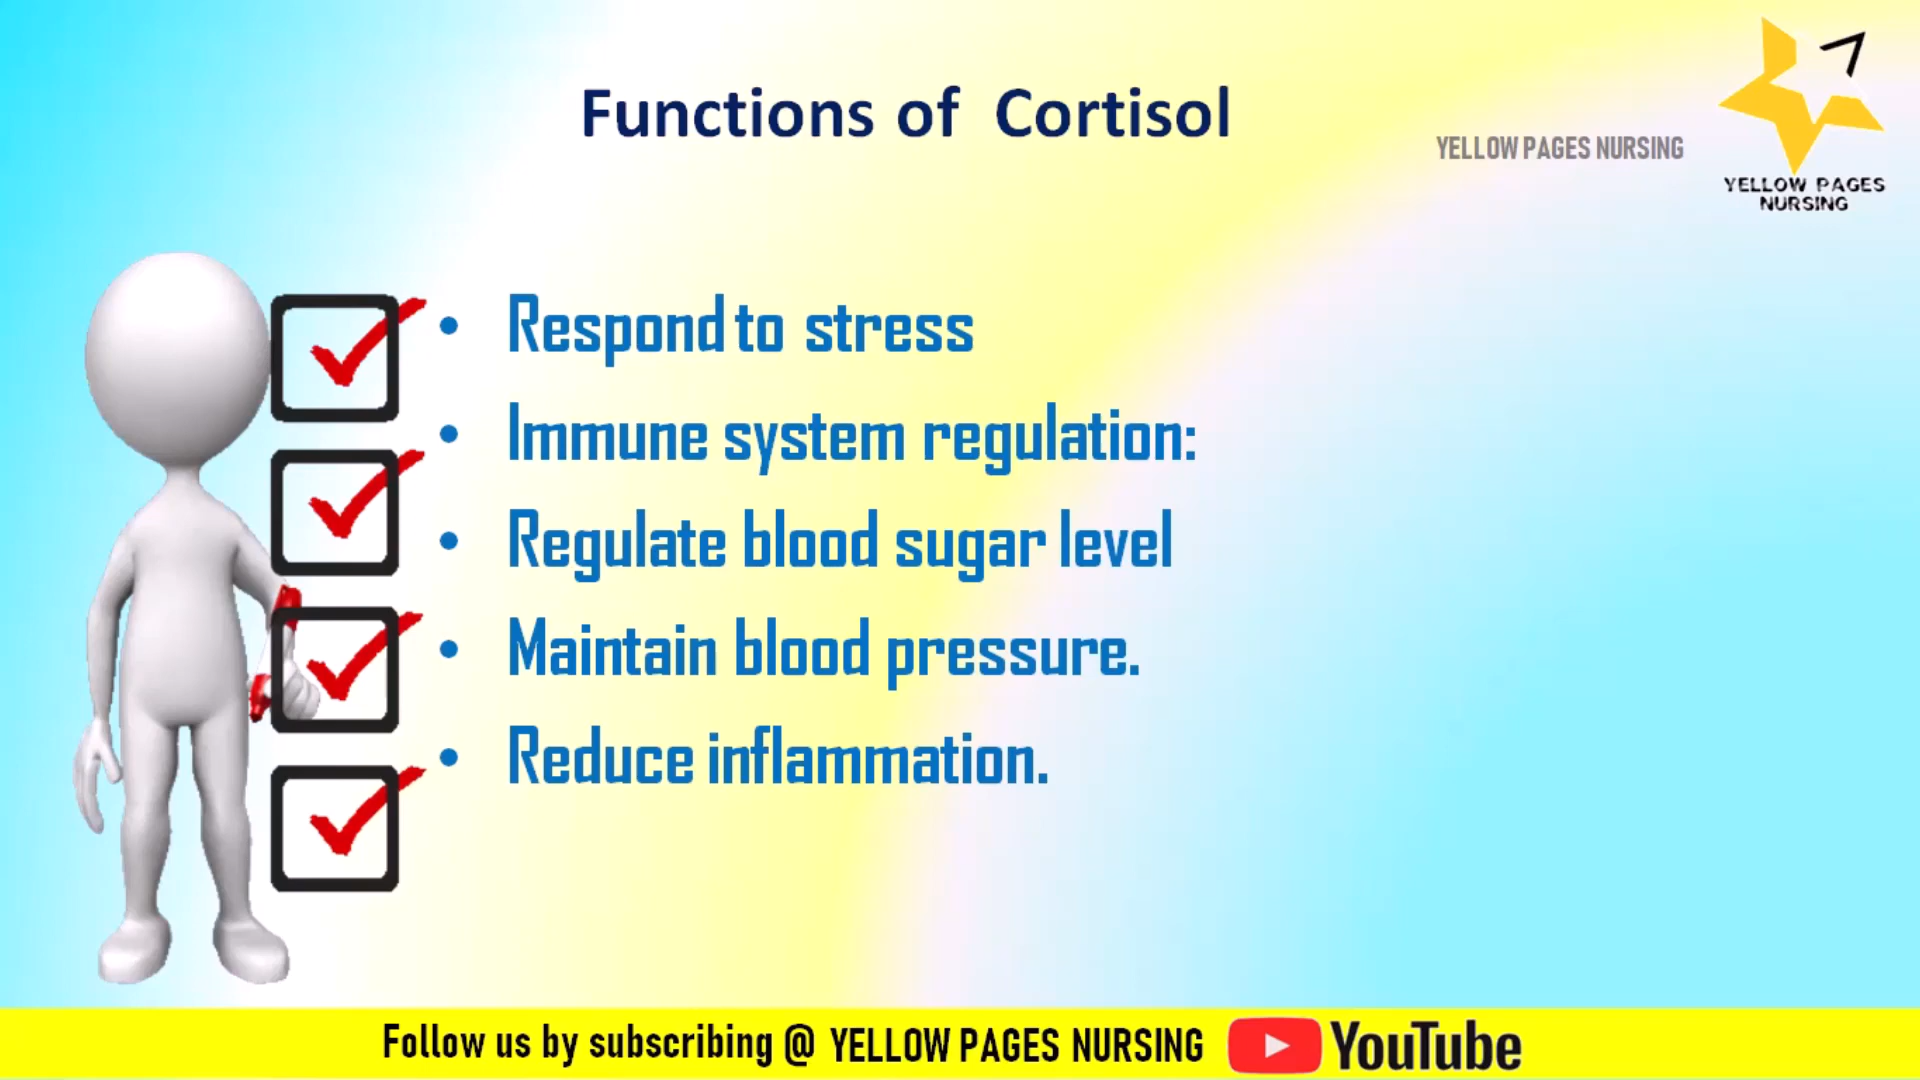 Functions of Cortisol
YELLOW PAGES NURSING
YELLOW PAGES
NURSING
• Respond to stress
• Immune system regulation:
• Regulate blood sugar level
• Maintain blood pressure.
• Reduce inflammation.
Follow us by subscribing @ YELLOW PAGES NURSING YouTube